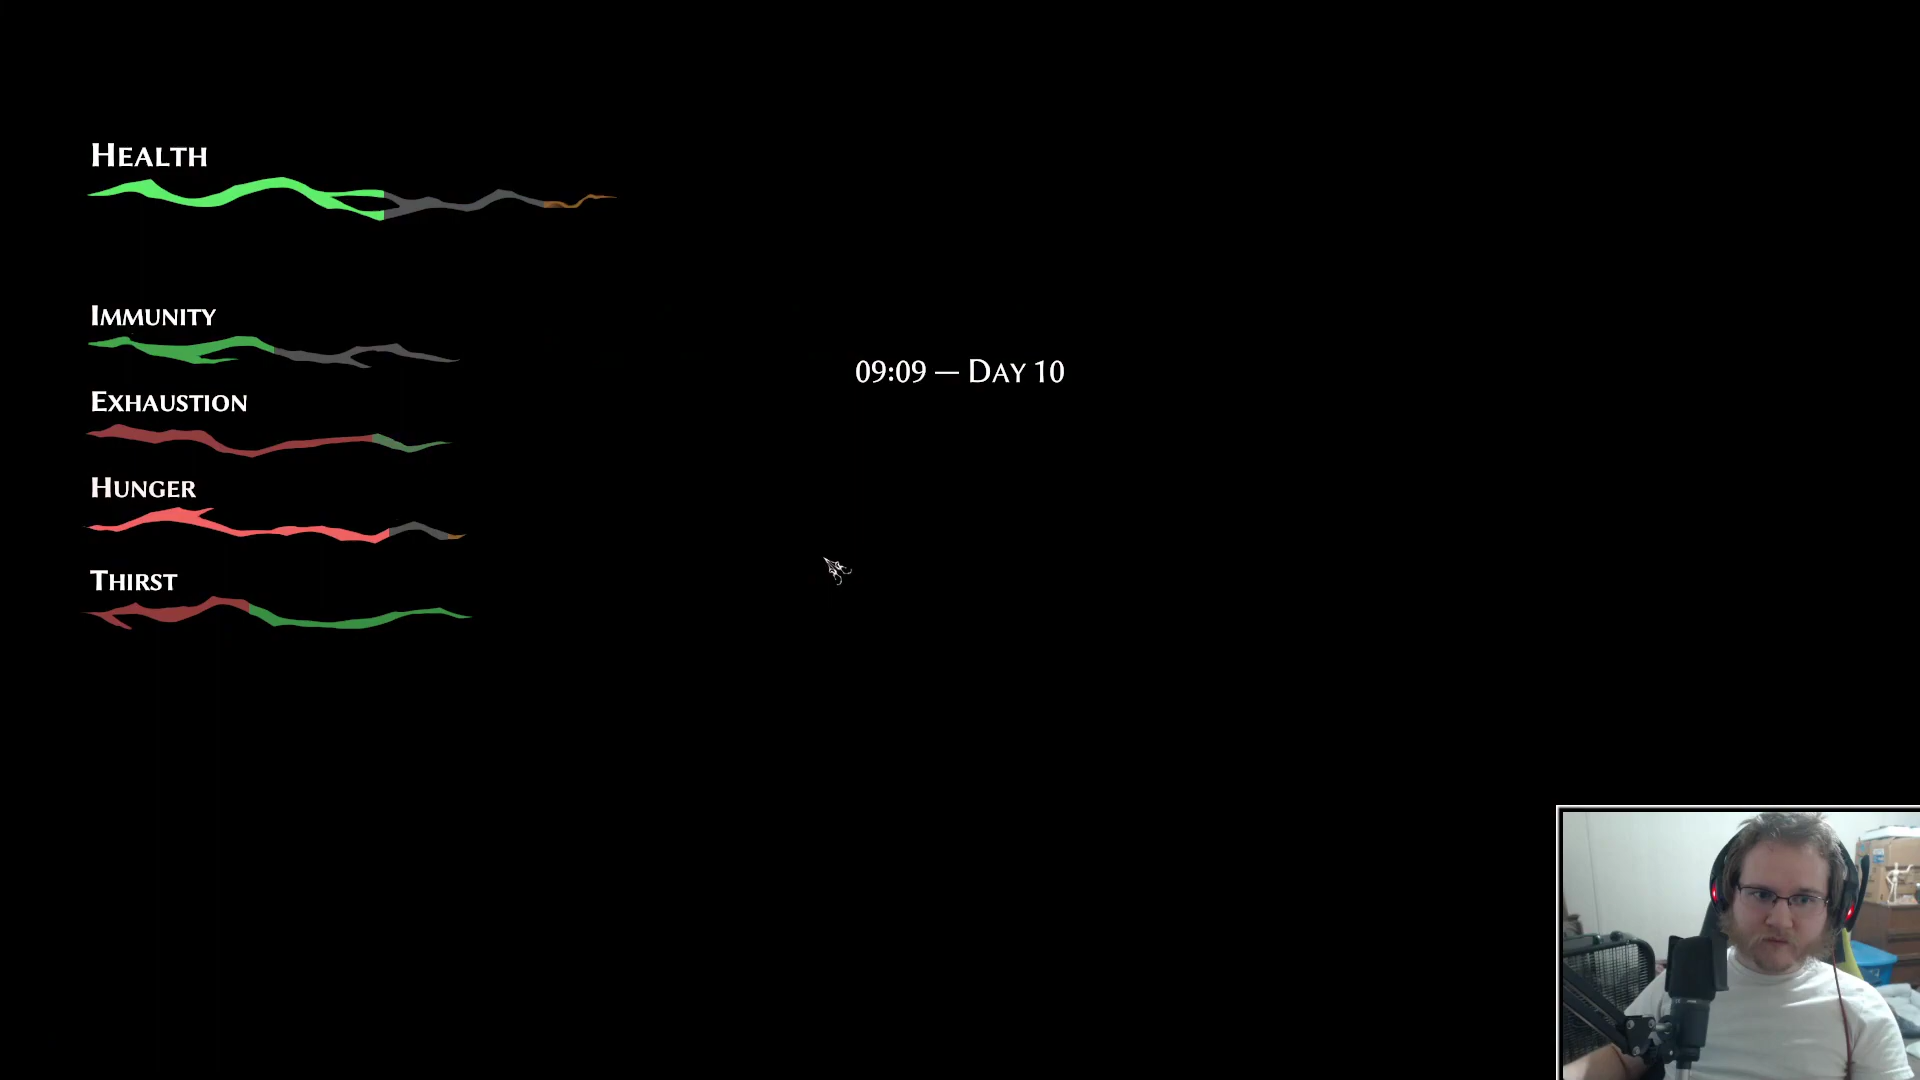 Health
Immunity
09:09 — Day 10
Exhaustion
Hunger
Thirst